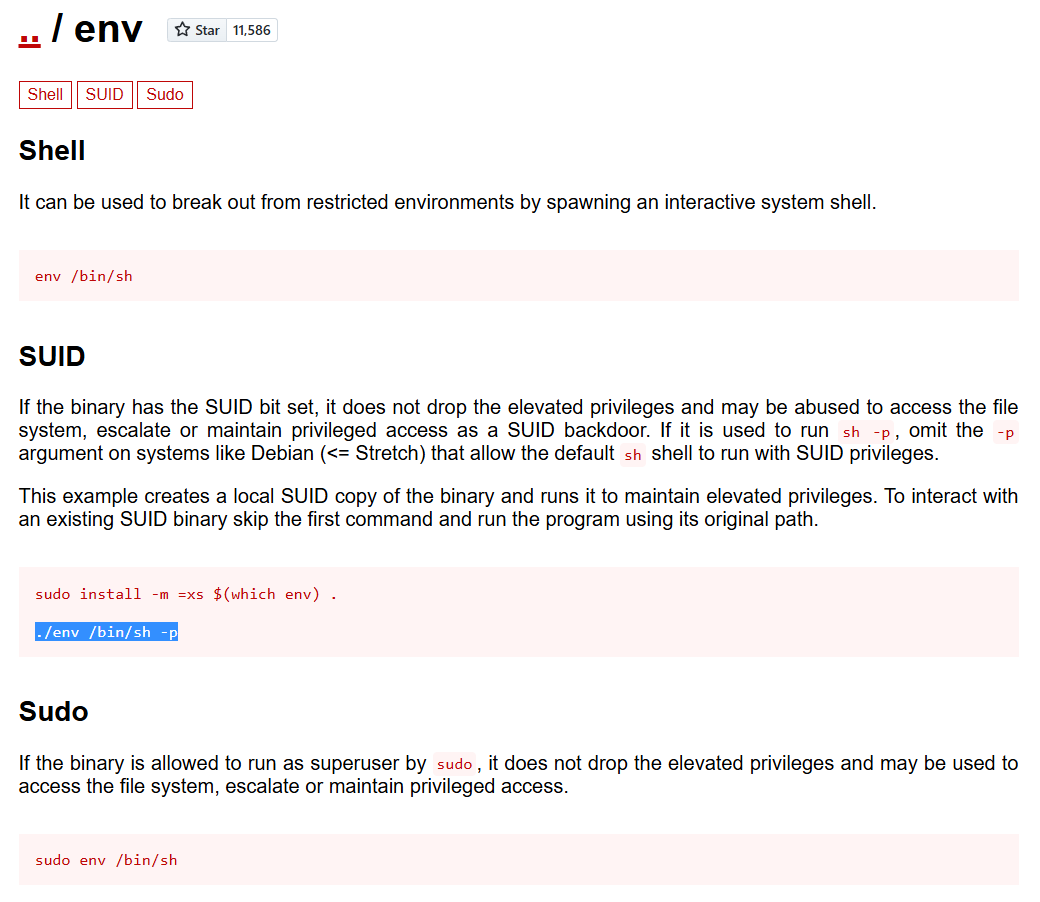 .. / env Star 11,586
Shell SUID Sudo
Shell
It can be used to break out from restricted environments by spawning an interactive system shell.
env /bin/sh
SUID
If the binary has the SUID bit set, it does not drop the elevated privileges and may be abused to access the file
system, escalate or maintain privileged access as a SUID backdoor. If it is used to run sh -p, omit the -p
argument on systems like Debian (<= Stretch) that allow the default sh shell to run with SUID privileges.
This example creates a local SUID copy of the binary and runs it to maintain elevated privileges. To interact with
an existing SUID binary skip the first command and run the program using its original path.
sudo install -m =xs $(which env) .
./env /bin/sh -p
Sudo
If the binary is allowed to run as superuser by sudo, it does not drop the elevated privileges and may be used to
access the file system, escalate or maintain privileged access.
sudo env /bin/sh